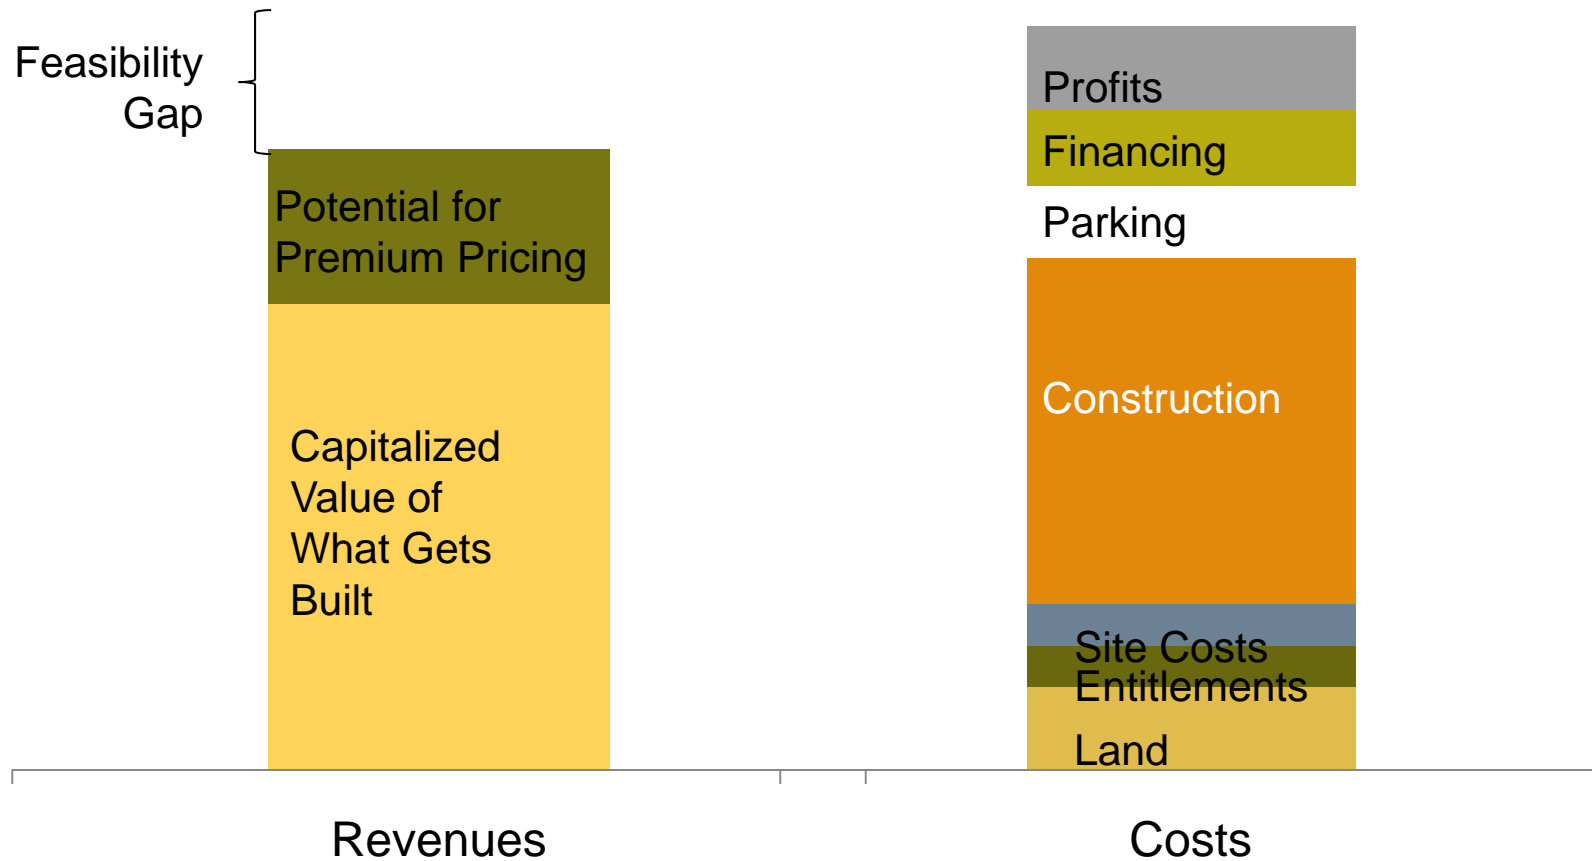 Feasibility
Gap
Potential for
Premium Pricing
Capitalized
Value of
What Gets
Built
Revenues
Profits
Financing
Parking
Construction
Site Costs
Entitlements
Land
Costs